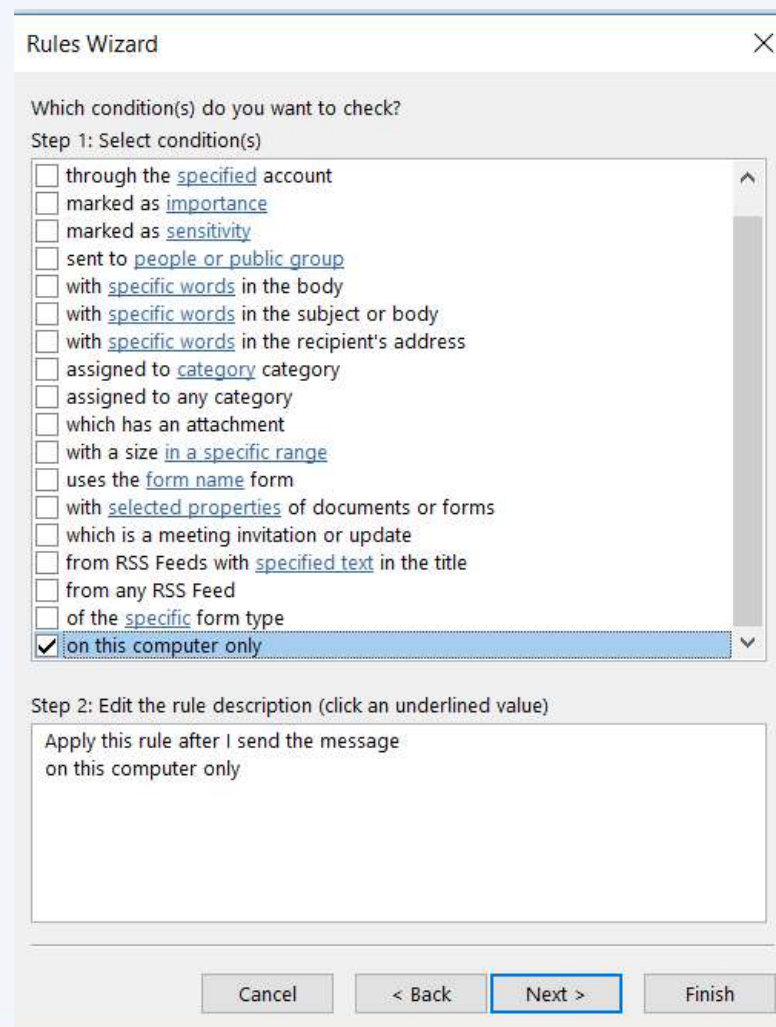 Rules Wizard
Which condition(s) do you want to check?
Step 1: Select condition(s)
through the specified account
marked as importance
marked as sensitivity
sent to people or public group
with specific words in the body
with specific words in the subject or body
with specific words in the recipient's address
assigned to category category
assigned to any category
which has an attachment
with a size in a specific range
uses the form name form
with selected properties of documents or forms
which is a meeting invitation or update
from RSS Feeds with specified text in the title
from any RSS Feed
of the specific form type
on this computer only
Step 2: Edit the rule description (click an underlined value)
Apply this rule after I send the message
on this computer only
Cancel < Back Next > Finish